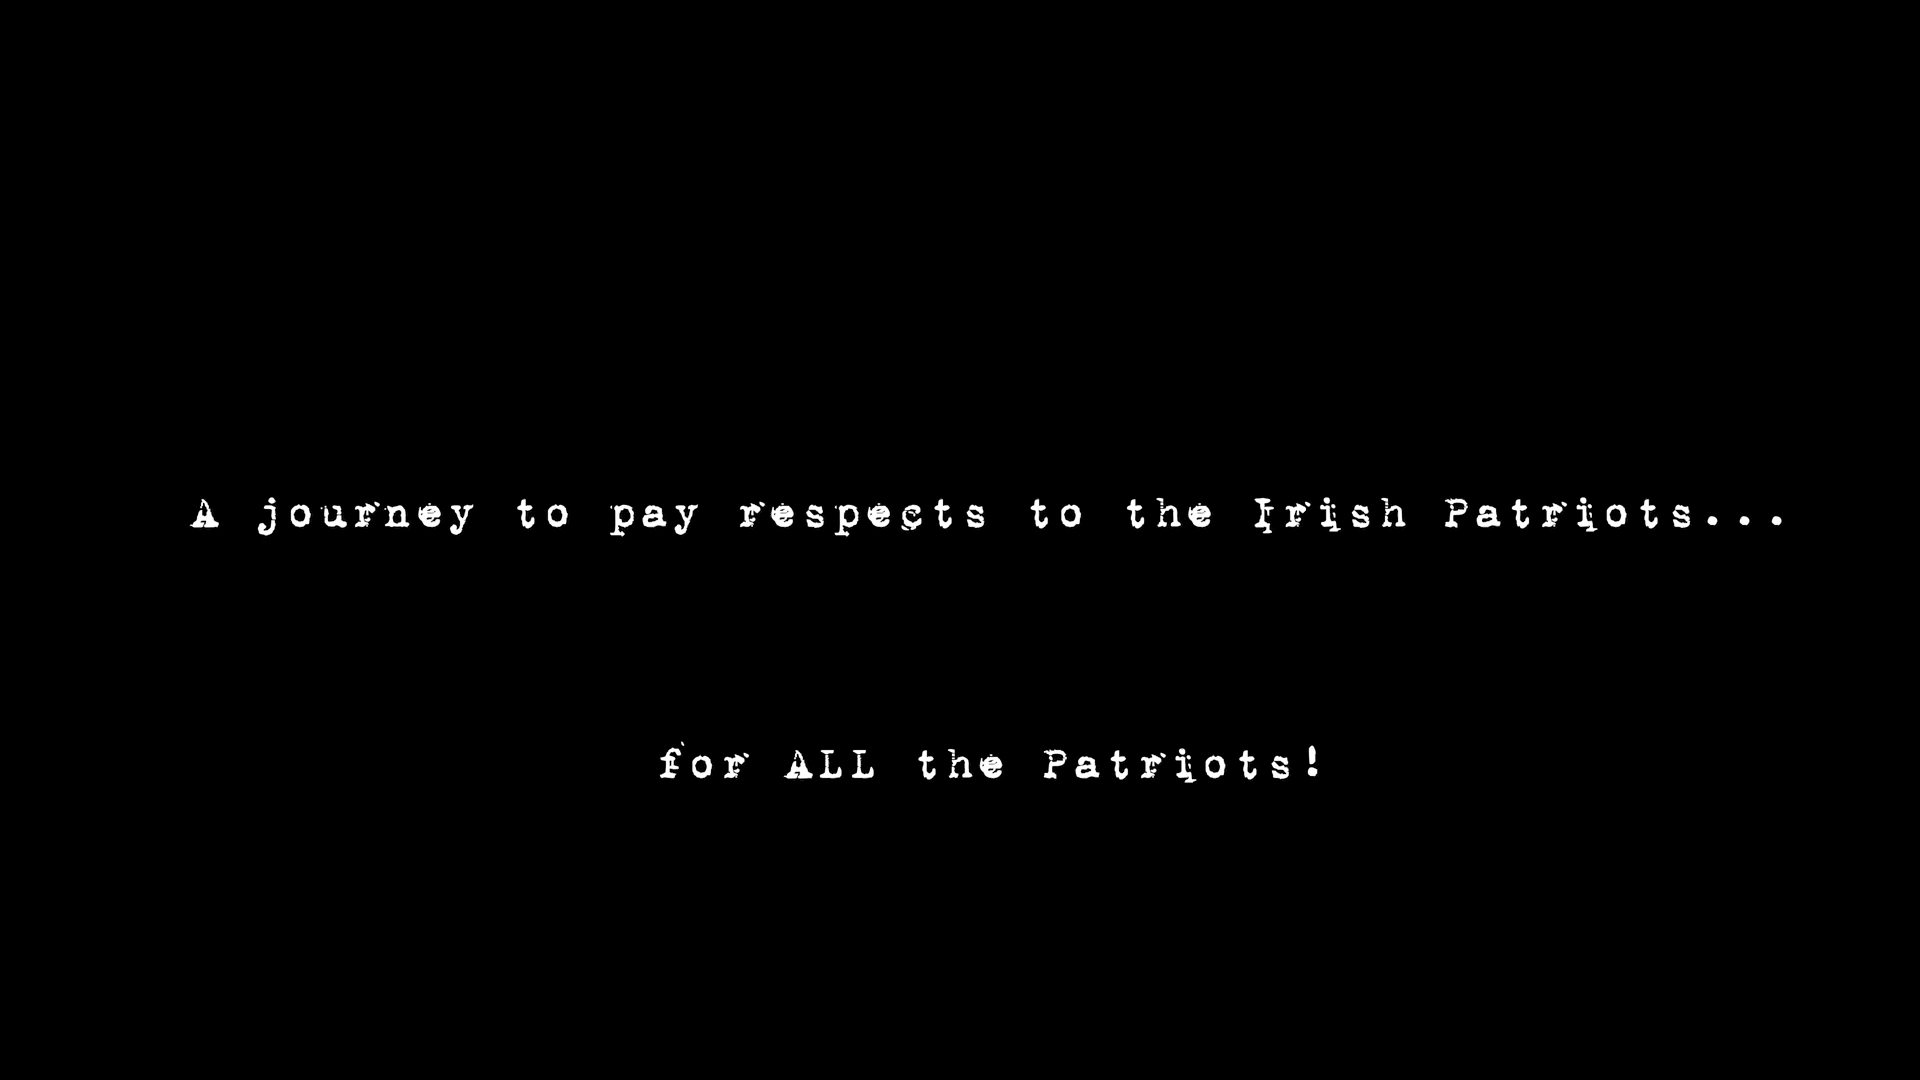 A journey to pay respects to the Irish Patriots...
for ALL the Patriots!